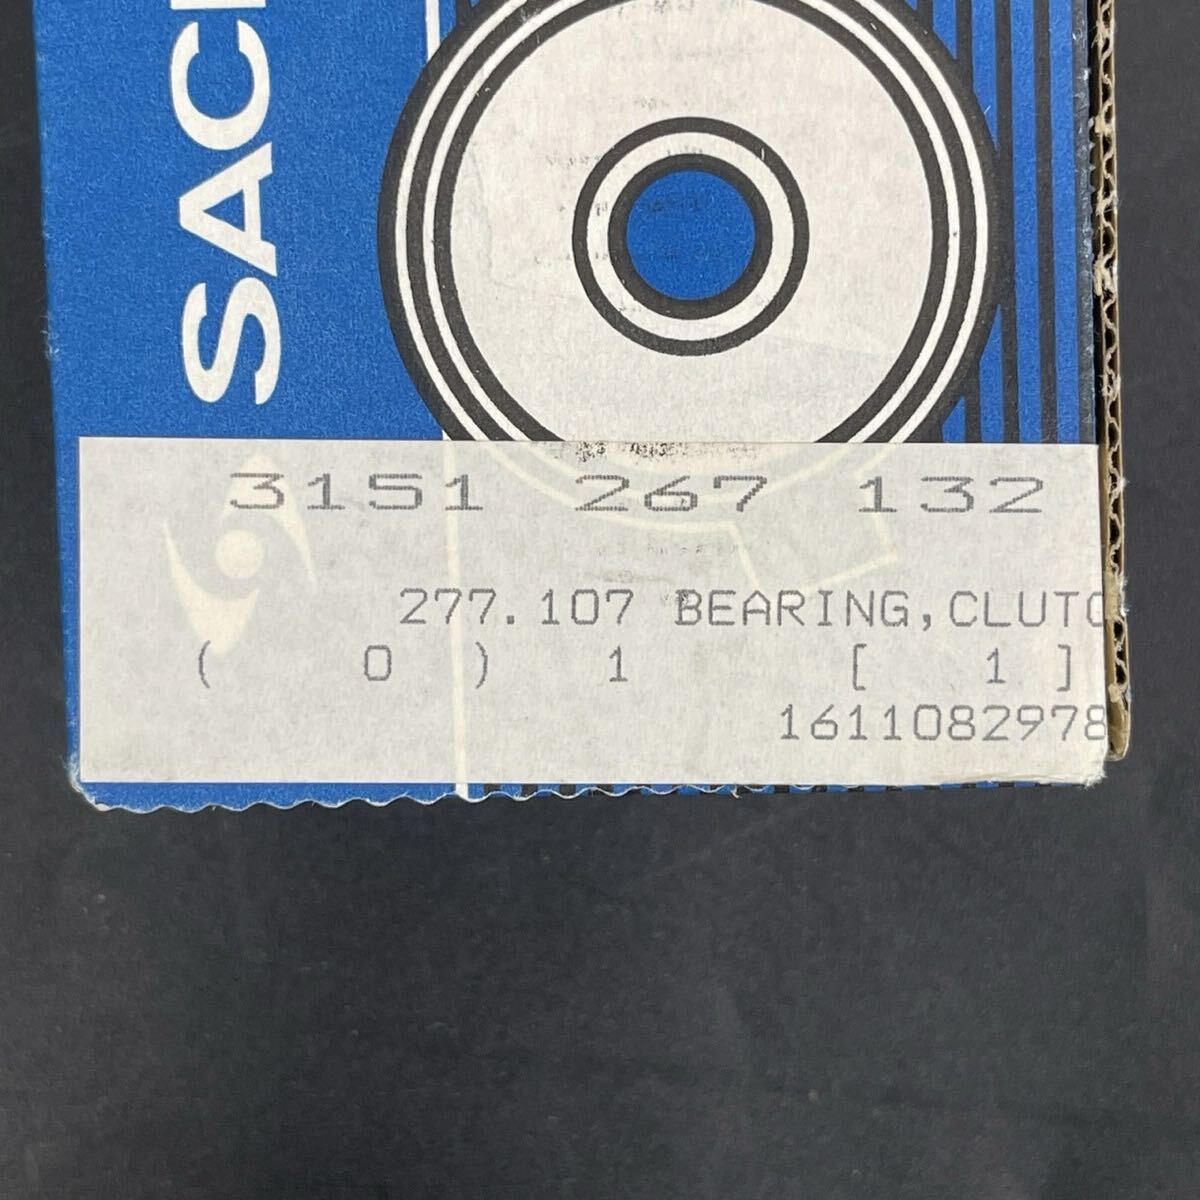 SAC
3151 267 132
277.107 BEARING,CLUTC
( 0 ) 1 [ 1 ]
1611082978